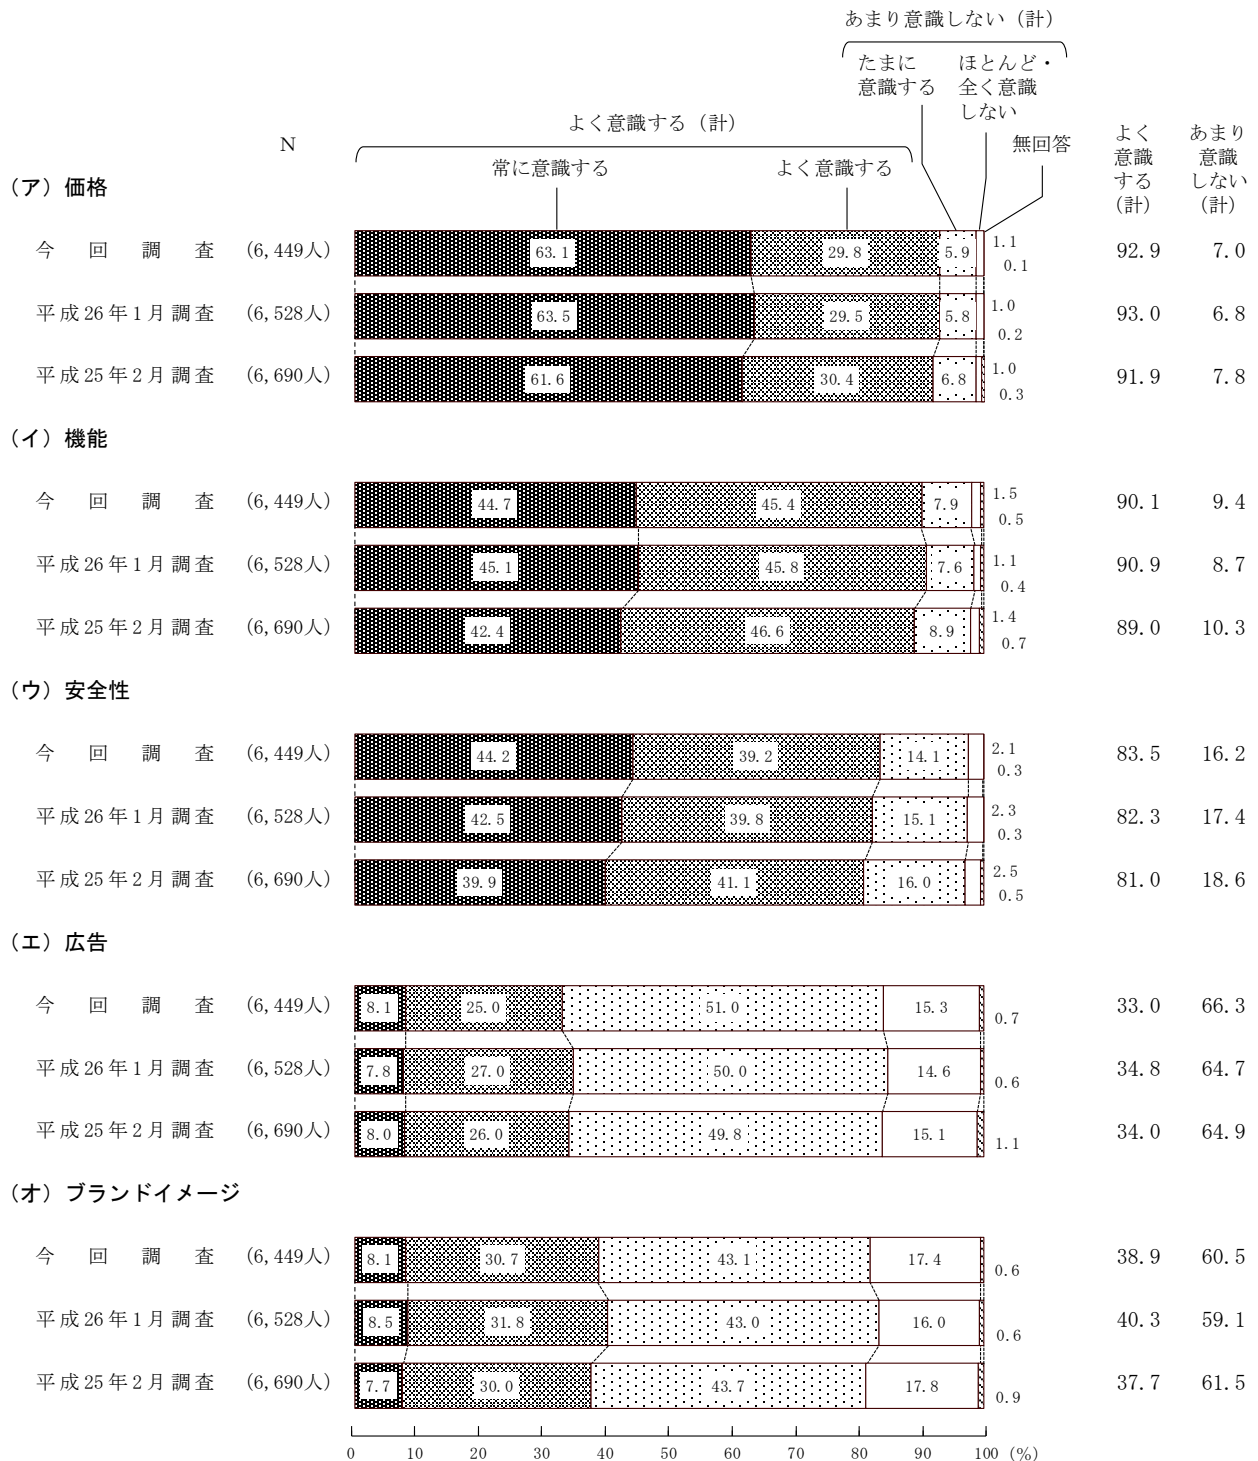 あまり意識しない（計）
たまに
意識する
ほとんど・
全く意識
しない
無回答
よく意識する（計）
常に意識する
よく意識する
N
よく
意識
する
（計）
あまり
意識
しない
（計）
（ア）価格
今回調査 (6,449人) 63.1 29.8 5.9 1.1 0.1 92.9 7.0
平成26年1月調査 (6,528人) 63.5 29.5 5.8 1.0 0.2 93.0 6.8
平成25年2月調査 (6,690人) 61.6 30.4 6.8 1.0 0.3 91.9 7.8
（イ）機能
今回調査 (6,449人) 44.7 45.4 7.9 1.5 0.5 90.1 9.4
平成26年1月調査 (6,528人) 45.1 45.8 7.6 1.1 0.4 90.9 8.7
平成25年2月調査 (6,690人) 42.4 46.6 8.9 1.4 0.7 89.0 10.3
（ウ）安全性
今回調査 (6,449人) 44.2 39.2 14.1 2.1 0.3 83.5 16.2
平成26年1月調査 (6,528人) 42.5 39.8 15.1 2.3 0.3 82.3 17.4
平成25年2月調査 (6,690人) 39.9 41.1 16.0 2.5 0.5 81.0 18.6
（エ）広告
今回調査 (6,449人) 8.1 25.0 51.0 15.3 0.7 33.0 66.3
平成26年1月調査 (6,528人) 7.8 27.0 50.0 14.6 0.6 34.8 64.7
平成25年2月調査 (6,690人) 8.0 26.0 49.8 15.1 1.1 34.0 64.9
（オ）ブランドイメージ
今回調査 (6,449人) 8.1 30.7 43.1 17.4 0.6 38.9 60.5
平成26年1月調査 (6,528人) 8.5 31.8 43.0 16.0 0.6 40.3 59.1
平成25年2月調査 (6,690人) 7.7 30.0 43.7 17.8 0.9 37.7 61.5
0 10 20 30 40 50 60 70 80 90 100 (%)